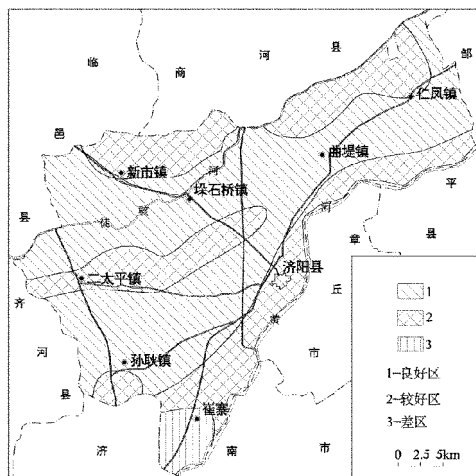 临
商
河
县
邹
仁凤镇
邑
曲堤镇
新市镇
河
垛石桥镇
平
骇
徒
河
县
章
县
济阳县
齐
二太平镇
丘
黄
河
市
孙耿镇
县
崔寨
济
南
市
1
2
3
1-良好区
2-较好区
3-差区
0 2.5 5km